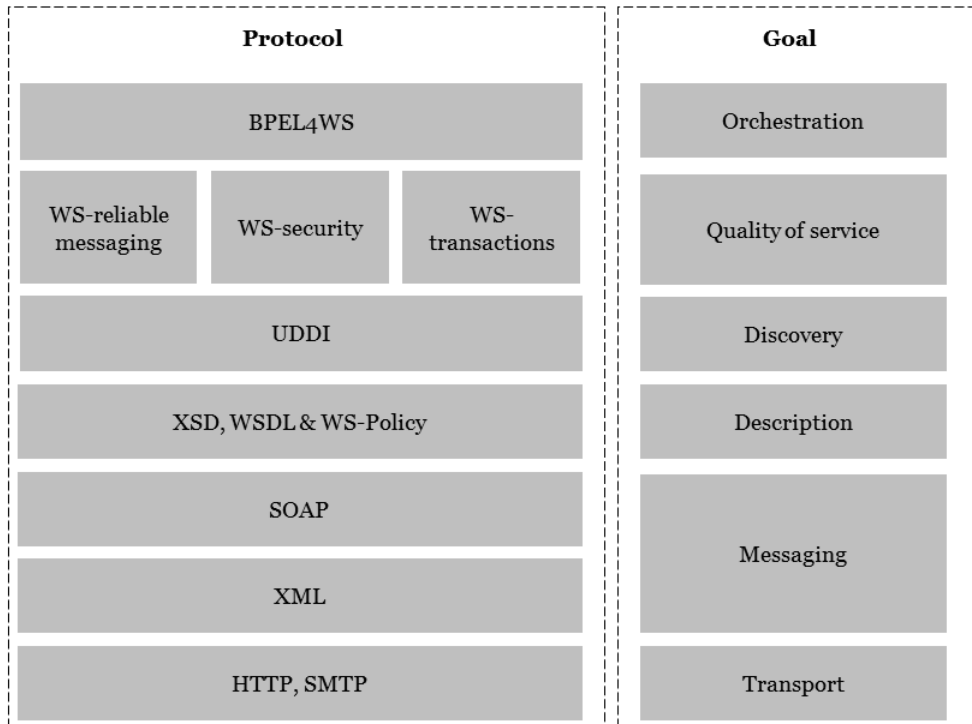 Protocol
Goal
BPEL4WS
Orchestration
WS-reliable
messaging
WS-security
WS-
transactions
Quality of service
UDDI
Discovery
XSD, WSDL & WS-Policy
Description
SOAP
Messaging
XML
HTTP, SMTP
Transport